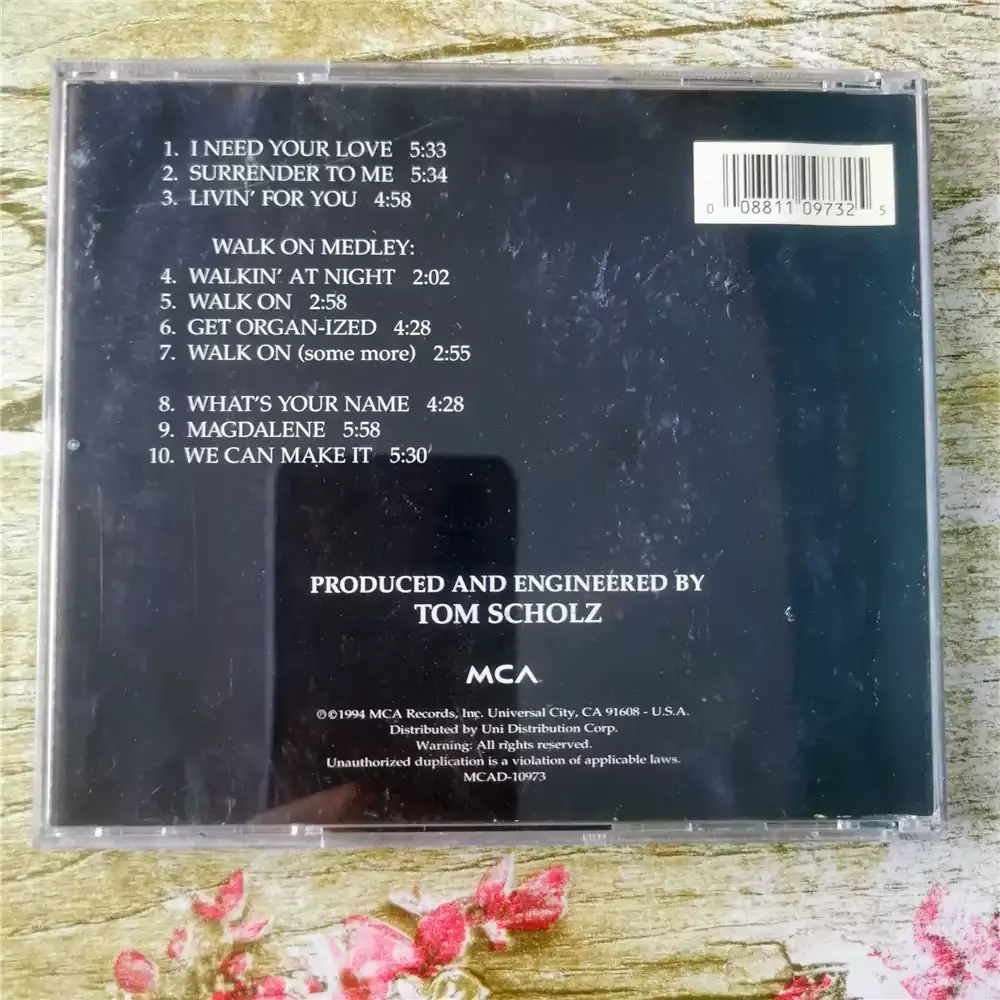 1. I NEED YOUR LOVE 5:33
2. SURRENDER TO ME 5:34
3. LIVIN' FOR YOU 4:58
WALK ON MEDLEY:
4. WALKIN' AT NIGHT 2:02
5. WALK ON 2:58
6. GET ORGAN-IZED 4:28
7. WALK ON (some more) 2:55
8. WHAT'S YOUR NAME 4:28
9. MAGDALENE 5:58
10. WE CAN MAKE IT 5:30
0 08811 09732 5
PRODUCED AND ENGINEERED BY
TOM SCHOLZ
MCA
℗©1994 MCA Records, Inc. Universal City, CA 91608 - U.S.A.
Distributed by Uni Distribution Corp.
Warning: All rights reserved.
Unauthorized duplication is a violation of applicable laws.
MCAD-10973